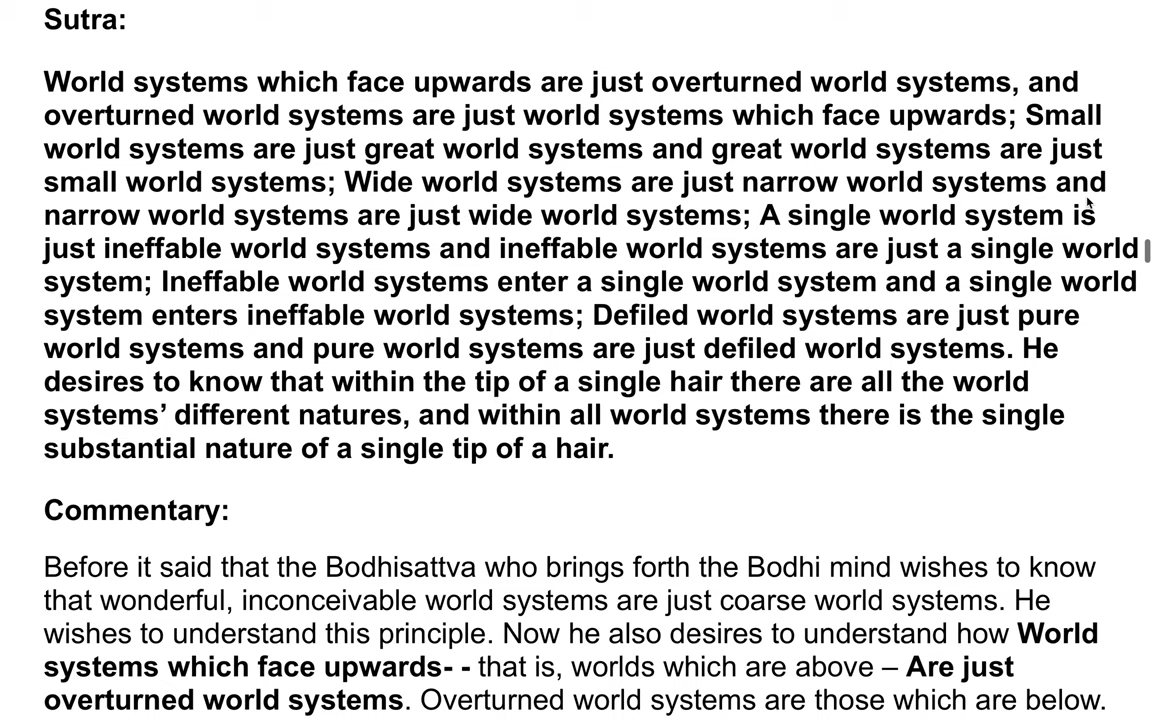 Sutra:
World systems which face upwards are just overturned world systems, and
overturned world systems are just world systems which face upwards; Small
world systems are just great world systems and great world systems are just
small world systems; Wide world systems are just narrow world systems and
narrow world systems are just wide world systems; A single world system is
just ineffable world systems and ineffable world systems are just a single world
system; Ineffable world systems enter a single world system and a single world
system enters ineffable world systems; Defiled world systems are just pure
world systems and pure world systems are just defiled world systems. He
desires to know that within the tip of a single hair there are all the world
systems’ different natures, and within all world systems there is the single
substantial nature of a single tip of a hair.
Commentary:
Before it said that the Bodhisattva who brings forth the Bodhi mind wishes to know
that wonderful, inconceivable world systems are just coarse world systems. He
wishes to understand this principle. Now he also desires to understand how World
systems which face upwards- - that is, worlds which are above – Are just
overturned world systems. Overturned world systems are those which are below.